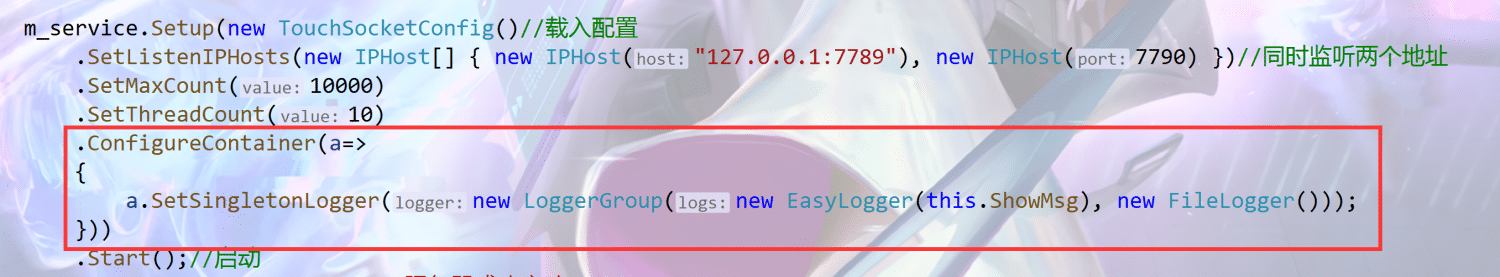 m_service.Setup(new TouchSocketConfig()//载入配置
.SetListenIPHosts(new IPHost[] { new IPHost(host: "127.0.0.1:7789"), new IPHost(port: 7790) })//同时监听两个地址
.SetMaxCount(value: 10000)
.SetThreadCount(value: 10)
.ConfigureContainer(a=>
{
a.SetSingletonLogger(logger: new LoggerGroup(logs: new EasyLogger(this.ShowMsg), new FileLogger()));
}))
.Start();//启动